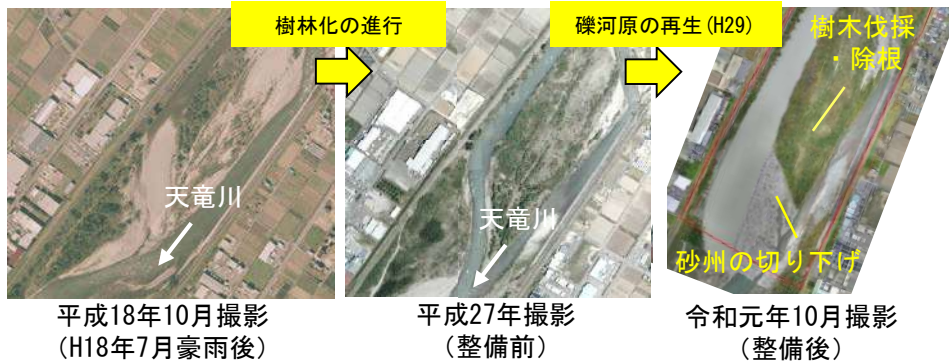 樹林化の進行
礫河原の再生(H29)
天竜川
天竜川
樹木伐採
・除根
砂州の切り下げ
平成18年10月撮影
(H18年7月豪雨後)
平成27年撮影
(整備前)
令和元年10月撮影
(整備後)